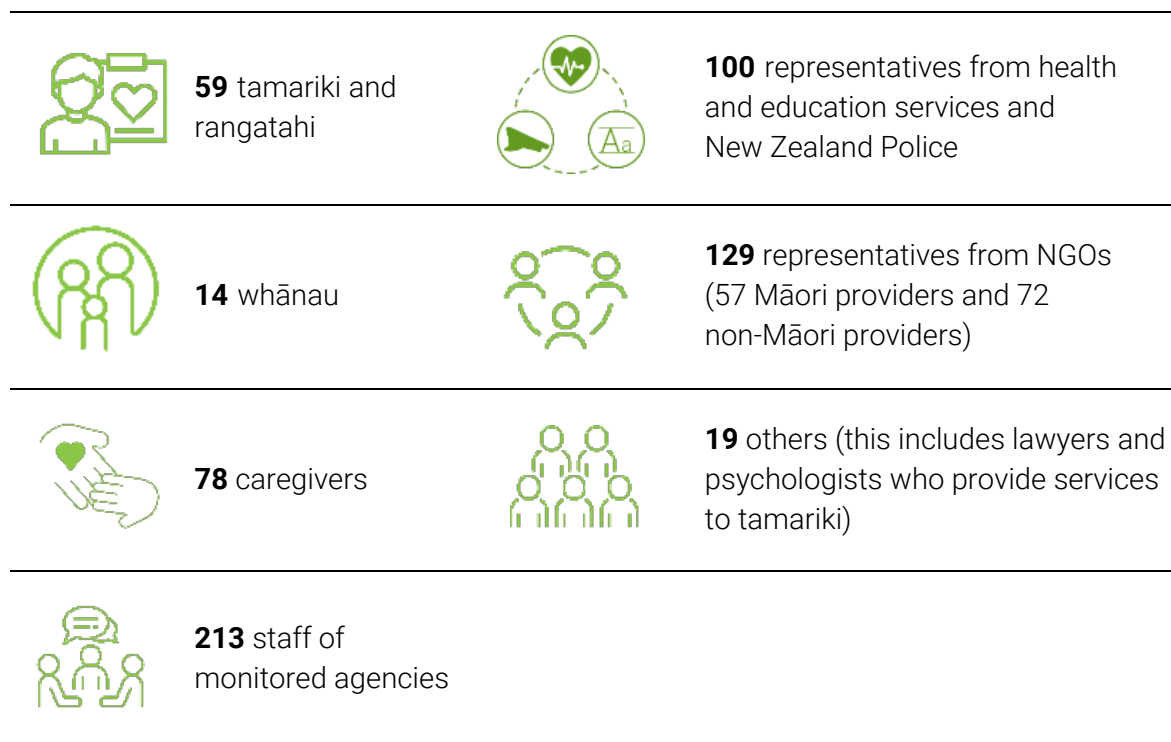 59 tamariki and
rangatahi
100 representatives from health
and education services and
New Zealand Police
Aa
14 whānau
129 representatives from NGOs
(57 Māori providers and 72
non-Māori providers)
78 caregivers
19 others (this includes lawyers and
psychologists who provide services
to tamariki)
213 staff of
monitored agencies